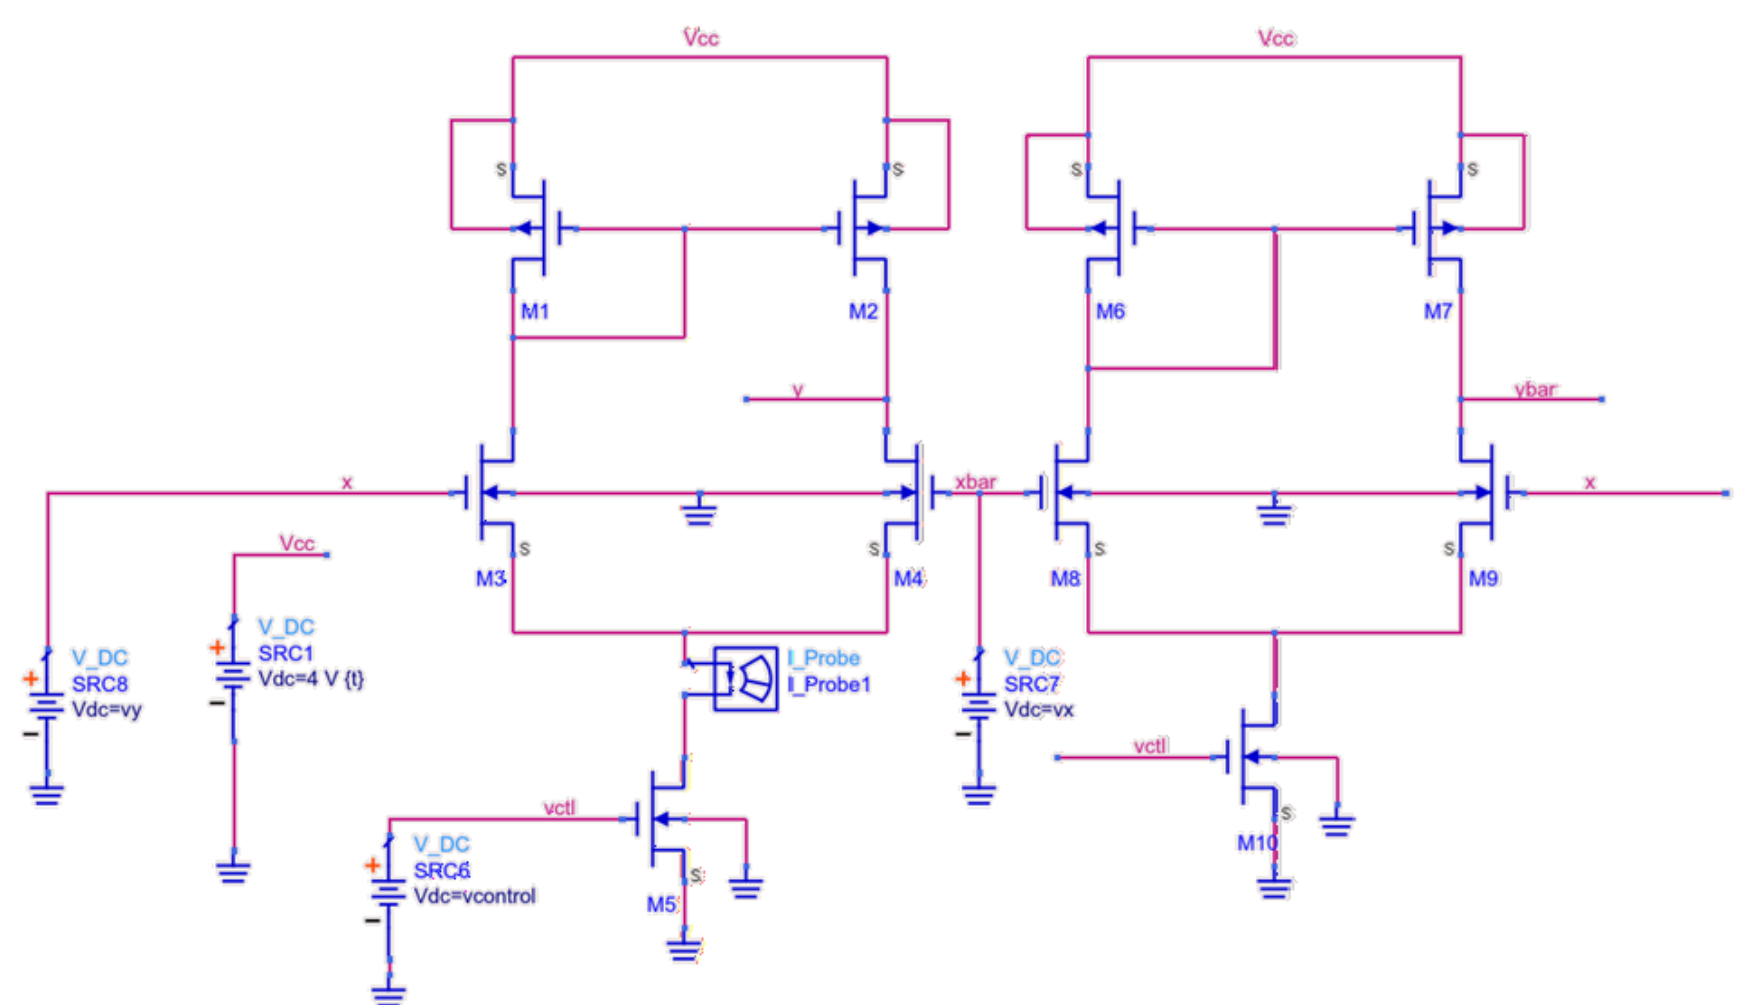 Vcc
Vcc
S
S
S
S
M1
M2
M6
M7
y
ybar
x
xbar
x
Vcc
S
S
S
S
M3
M4
M8
M9
V_DC
SRC8
Vdc=vy
V_DC
SRC1
Vdc=4 V {t}
I_Probe
I_Probe1
V_DC
SRC7
Vdc=vx
vctl
vctl
V_DC
SRC6
Vdc=vcontrol
S
M5
S
M10